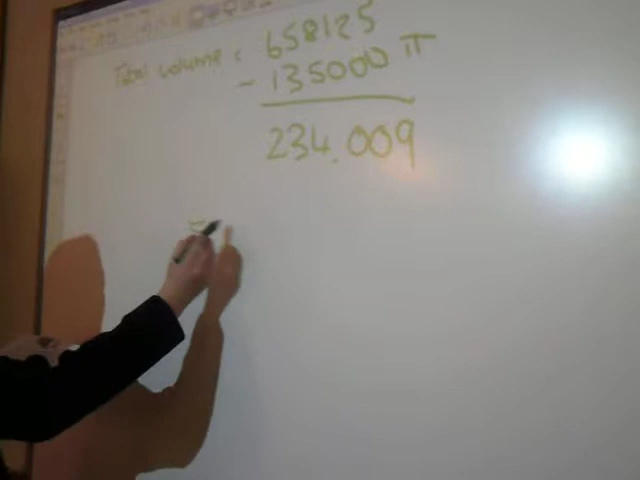 Total volume = 658125
- 135000 π
234.009
=